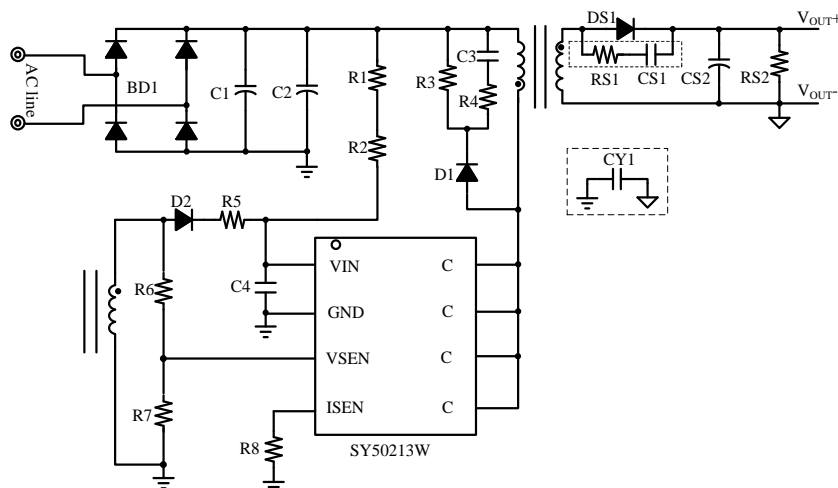 DS1
VOUT+
AC line
BD1
C1
C2
R1
R3
C3
R4
RS1
CS1
CS2
RS2
VOUT-
R2
D1
CY1
D2
R5
R6
C4
VIN
C
GND
C
VSEN
C
R7
ISEN
C
R8
SY50213W